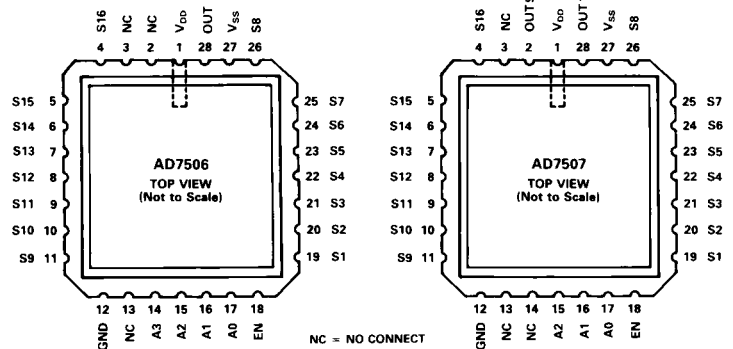 S16 NC NC VDD OUT VSS S8
4 3 2 1 28 27 26
S15 5
S14 6
S13 7
S12 8
S11 9
S10 10
S9 11
AD7506
TOP VIEW
(Not to Scale)
25 S7
24 S6
23 S5
22 S4
21 S3
20 S2
19 S1
12 13 14 15 16 17 18
GND NC A3 A2 A1 A0 EN
S16 NC OUT VDD OUT VSS S8
4 3 2 1 28 27 26
S15 5
S14 6
S13 7
S12 8
S11 9
S10 10
S9 11
AD7507
TOP VIEW
(Not to Scale)
25 S7
24 S6
23 S5
22 S4
21 S3
20 S2
19 S1
12 13 14 15 16 17 18
GND NC NC A2 A1 A0 EN
NC = NO CONNECT